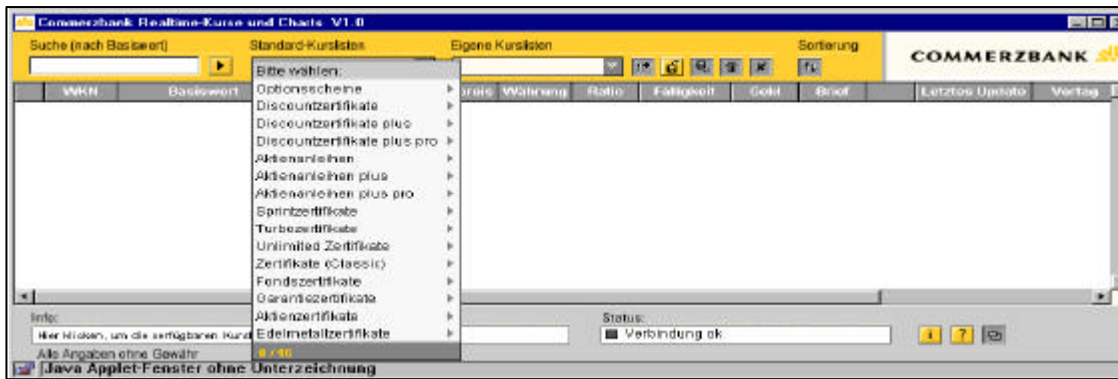 Commerzbank Realtime-Kurse und Charts V1.0
Suche (nach Basiswert) Standard-Kurslisten Eigene Kurslisten Sortierung
COMMERZBANK
WKN Basiswert preis Währung Ratio Fälligkeit Geld Brief Letztes Update Vortag
Bitte wählen:
Optionsscheine
Discountzertifikate
Discountzertifikate plus
Discountzertifikate plus pro
Aktienanleihen
Aktienanleihen plus
Aktienanleihen plus pro
Sprintzertifikate
Turbozertifikate
Unlimited Zertifikate
Zertifikate (Classic)
Fondszertifikate
Garantiezertifikate
Aktienzertifikate
Edelmetallzertifikate
Info: Status:
Hier klicken, um die verfügbaren Verbindung ok
Alle Angaben ohne Gewähr
Java Applet-Fenster ohne Unterzeichnung